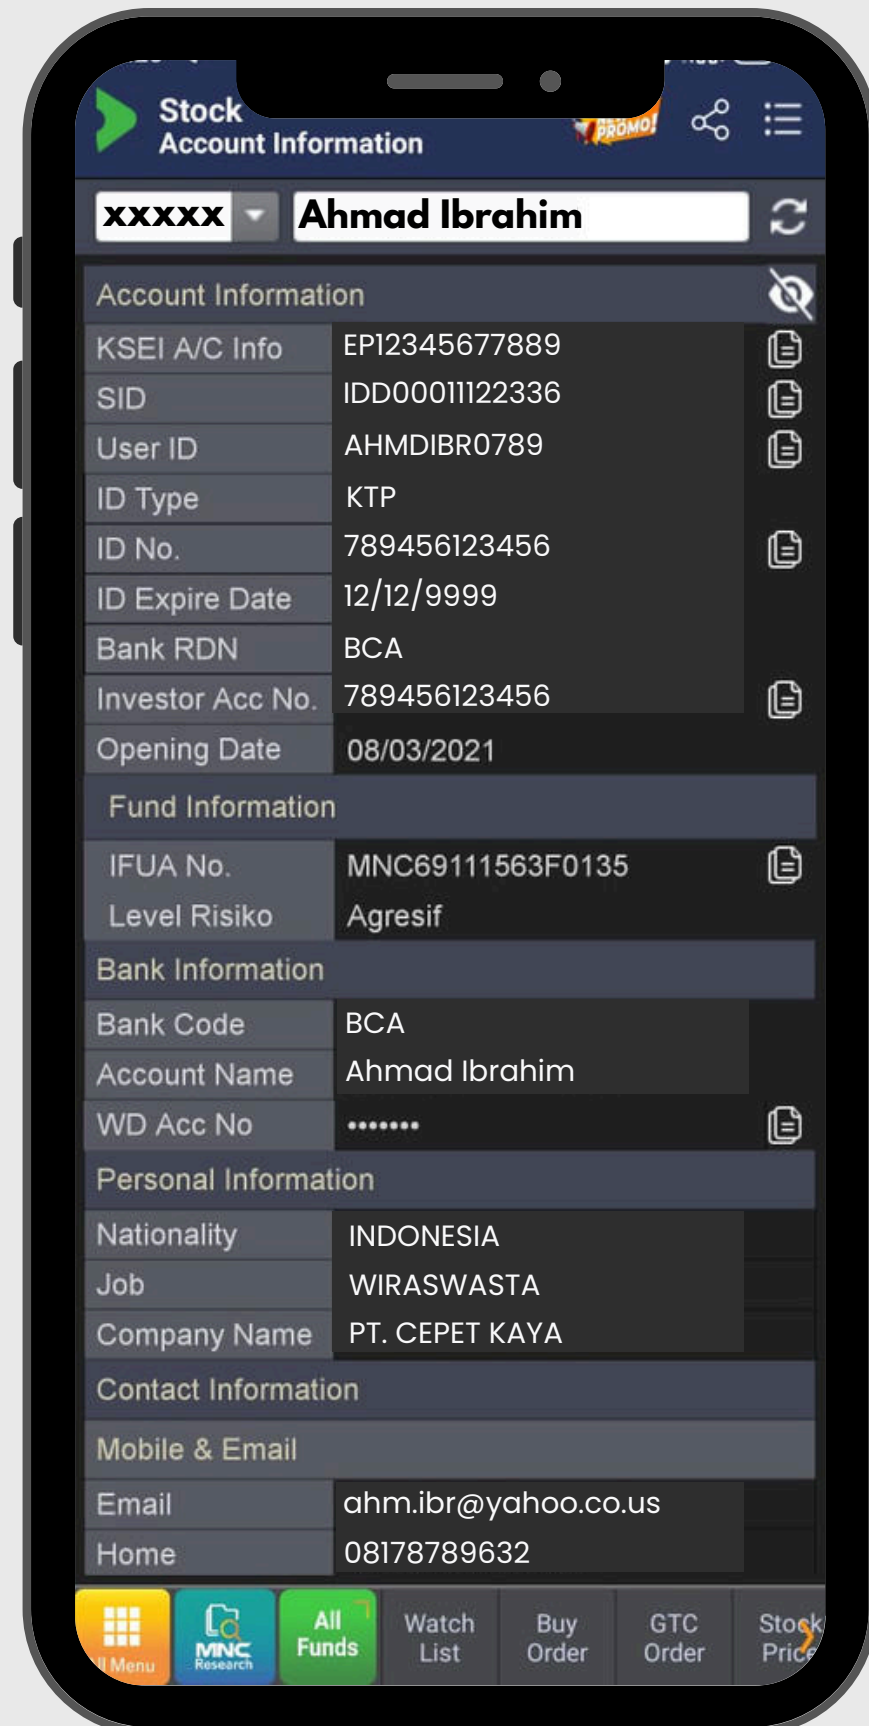 Stock
Account Information
PROMO!
xxxxx Ahmad Ibrahim
Account Information
KSEI A/C Info EP12345677889
SID IDD00011122336
User ID AHMDIBR0789
ID Type KTP
ID No. 789456123456
ID Expire Date 12/12/9999
Bank RDN BCA
Investor Acc No. 789456123456
Opening Date 08/03/2021
Fund Information
IFUA No. MNC69111563F0135
Level Risiko Agresif
Bank Information
Bank Code BCA
Account Name Ahmad Ibrahim
WD Acc No •••••••
Personal Information
Nationality INDONESIA
Job WIRASWASTA
Company Name PT. CEPET KAYA
Contact Information
Mobile & Email
Email ahm.ibr@yahoo.co.us
Home 08178789632
All Menu
MNC
Research
All
Funds
Watch
List
Buy
Order
GTC
Order
Stock
Price